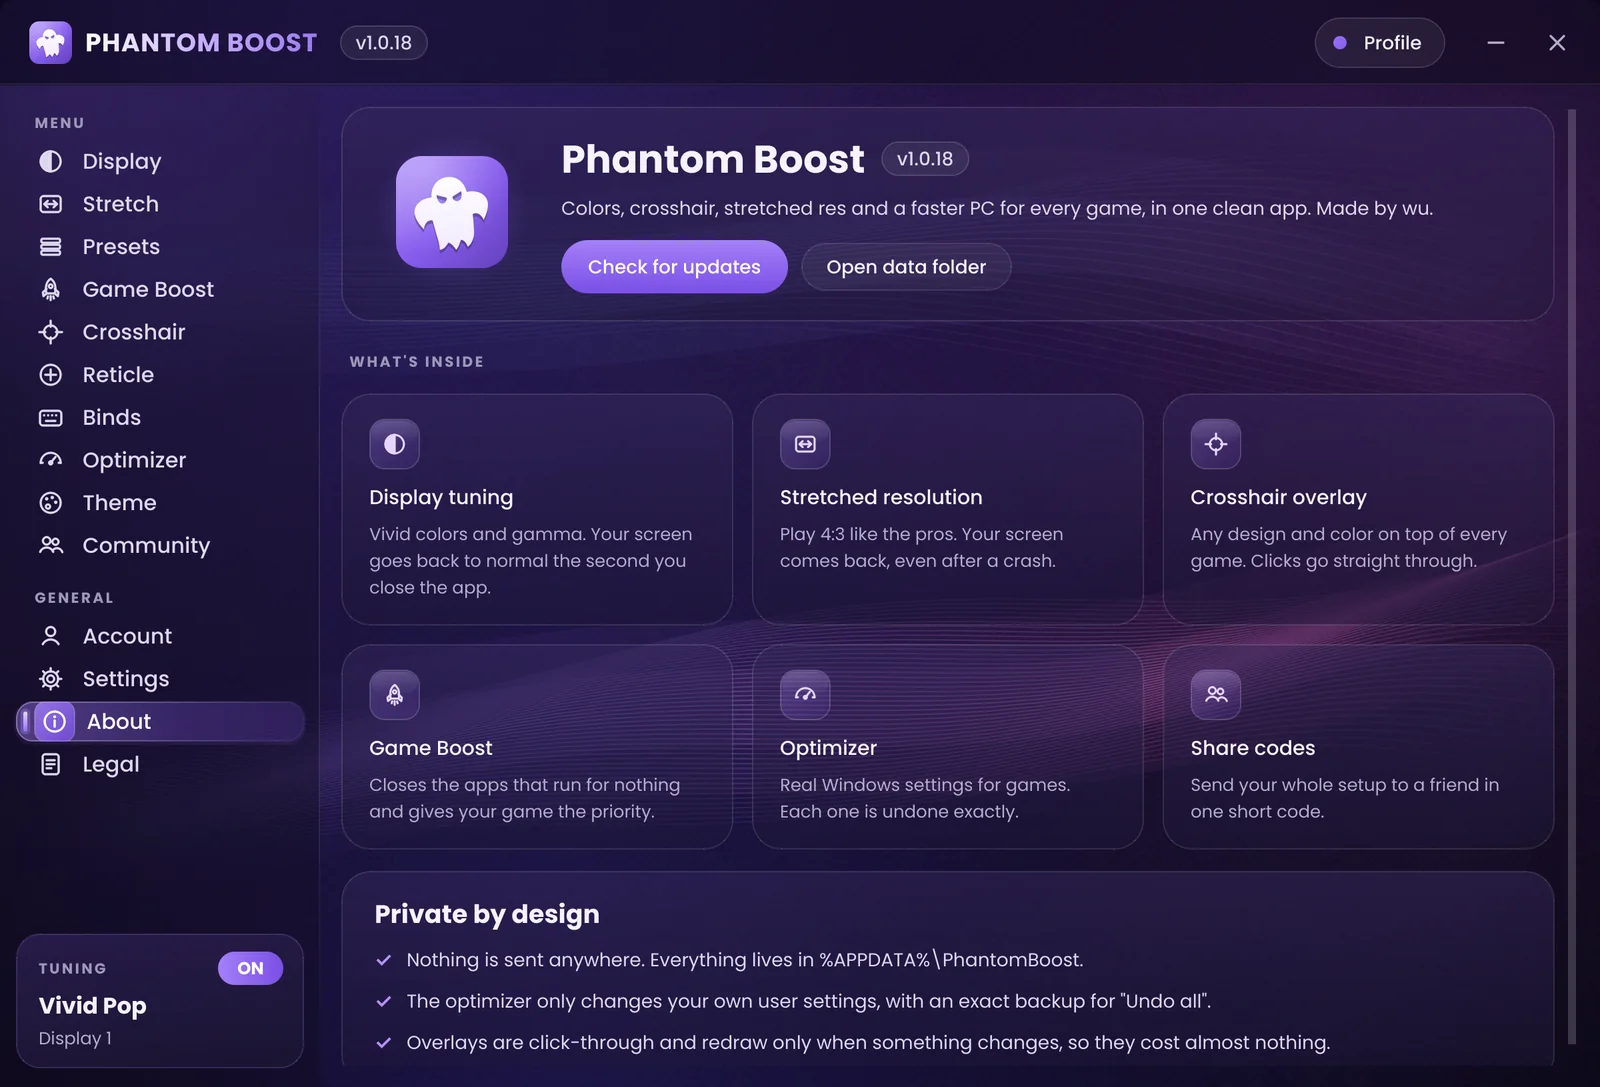 PHANTOM BOOST
v1.0.18
Profile
MENU
Display
Stretch
Presets
Game Boost
Crosshair
Reticle
Binds
Optimizer
Theme
Community
GENERAL
Account
Settings
About
Legal
TUNING
ON
Vivid Pop
Display 1
Phantom Boost
v1.0.18
Colors, crosshair, stretched res and a faster PC for every game, in one clean app. Made by wu.
Check for updates
Open data folder
WHAT'S INSIDE
Display tuning
Vivid colors and gamma. Your screen
goes back to normal the second you
close the app.
Stretched resolution
Play 4:3 like the pros. Your screen
comes back, even after a crash.
Crosshair overlay
Any design and color on top of every
game. Clicks go straight through.
Game Boost
Closes the apps that run for nothing
and gives your game the priority.
Optimizer
Real Windows settings for games.
Each one is undone exactly.
Share codes
Send your whole setup to a friend in
one short code.
Private by design
Nothing is sent anywhere. Everything lives in %APPDATA%\PhantomBoost.
The optimizer only changes your own user settings, with an exact backup for "Undo all".
Overlays are click-through and redraw only when something changes, so they cost almost nothing.